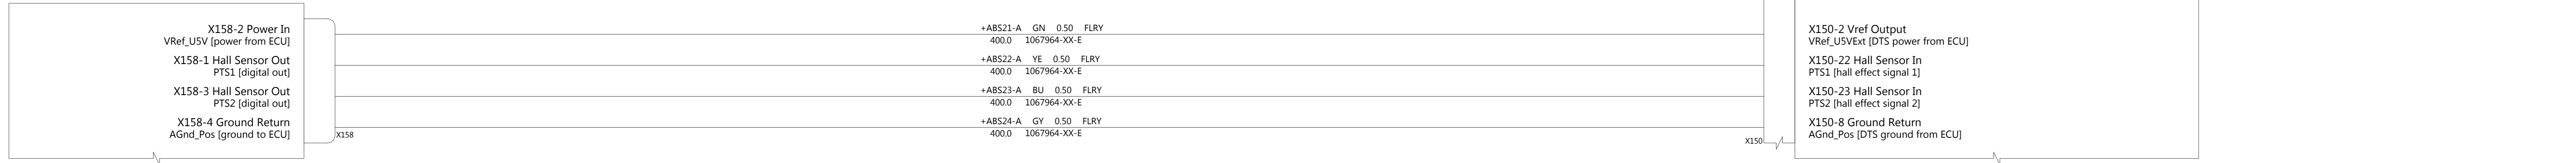 X158-2 Power In
VRef_U5V [power from ECU]
X158-1 Hall Sensor Out
PTS1 [digital out]
X158-3 Hall Sensor Out
PTS2 [digital out]
X158-4 Ground Return
AGnd_Pos [ground to ECU]
X158
+ABS21-A GN 0.50 FLRY
400.0 1067964-XX-E
+ABS22-A YE 0.50 FLRY
400.0 1067964-XX-E
+ABS23-A BU 0.50 FLRY
400.0 1067964-XX-E
+ABS24-A GY 0.50 FLRY
400.0 1067964-XX-E
X150
X150-2 Vref Output
VRef_U5VExt [DTS power from ECU]
X150-22 Hall Sensor In
PTS1 [hall effect signal 1]
X150-23 Hall Sensor In
PTS2 [hall effect signal 2]
X150-8 Ground Return
AGnd_Pos [DTS ground from ECU]